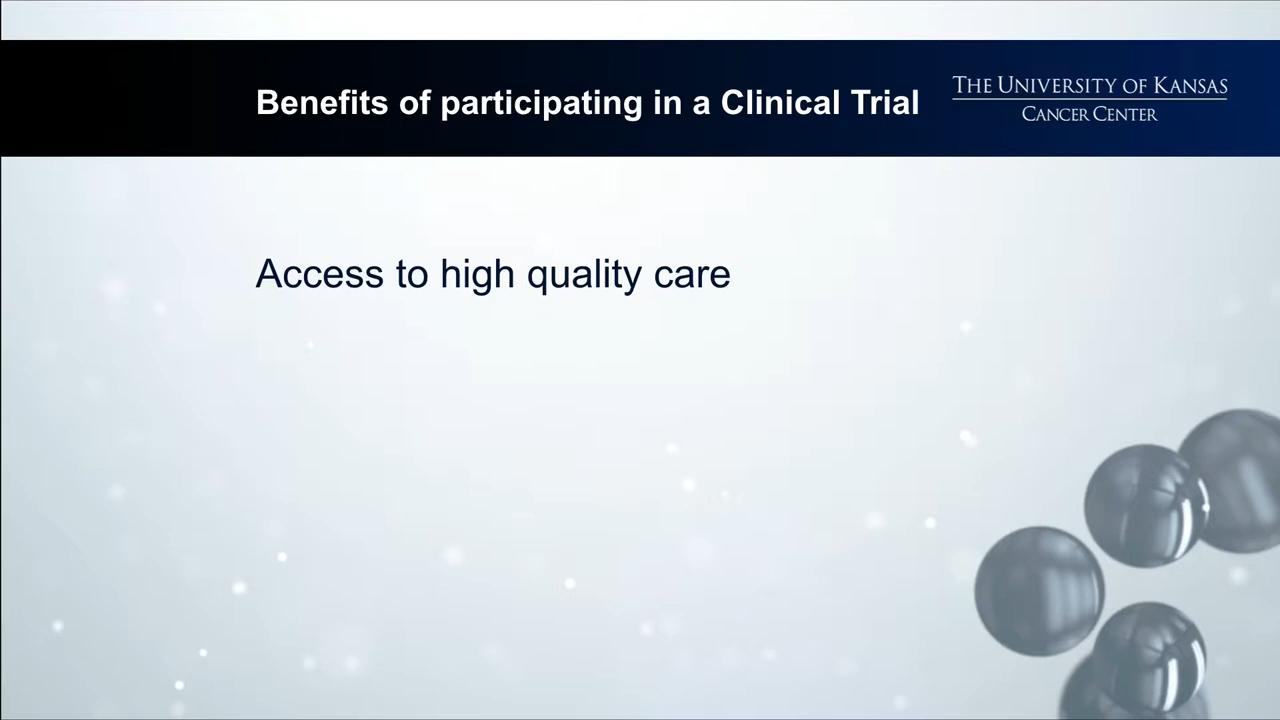 Benefits of participating in a Clinical Trial
THE UNIVERSITY OF KANSAS
CANCER CENTER
Access to high quality care